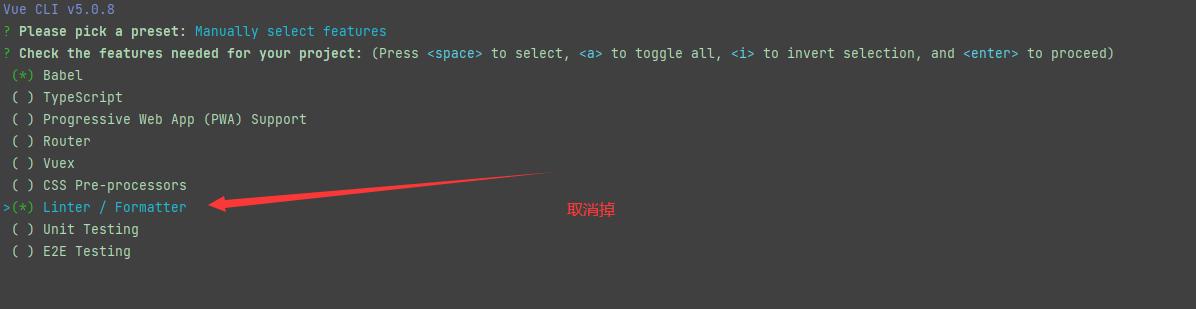 Vue CLI v5.0.8
? Please pick a preset: Manually select features
? Check the features needed for your project: (Press <space> to select, <a> to toggle all, <i> to invert selection, and <enter> to proceed)
(*) Babel
( ) TypeScript
( ) Progressive Web App (PWA) Support
( ) Router
( ) Vuex
( ) CSS Pre-processors
>(*) Linter / Formatter
取消掉
( ) Unit Testing
( ) E2E Testing